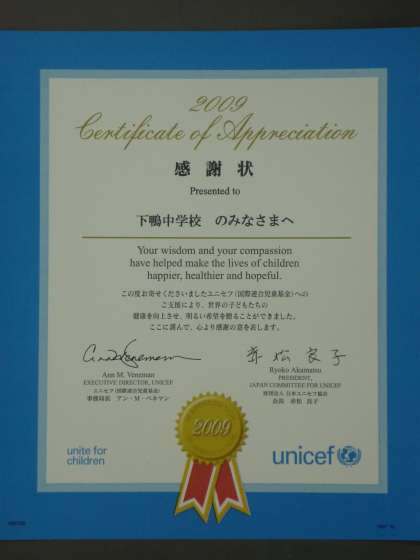 2009
Certificate of Appreciation
感謝状
Presented to
下鴨中学校 のみなさまへ
Your wisdom and your compassion
have helped make the lives of children
happier, healthier and hopeful.
この度お寄せくださいましたユニセフ(国際連合児童基金)への
ご支援により、世界の子どもたちの
健康を向上させ、明るい希望を贈ることができました。
ここに謹んで、心より感謝の意を表します。
Ann M. Veneman
EXECUTIVE DIRECTOR, UNICEF
ユニセフ(国際連合児童基金)
事務局長 アン・M・ベネマン
赤松良子
Ryoko Akamatsu
PRESIDENT,
JAPAN COMMITTEE FOR UNICEF
財団法人 日本ユニセフ協会
会長 赤松 良子
2009
unite for
children
unicef